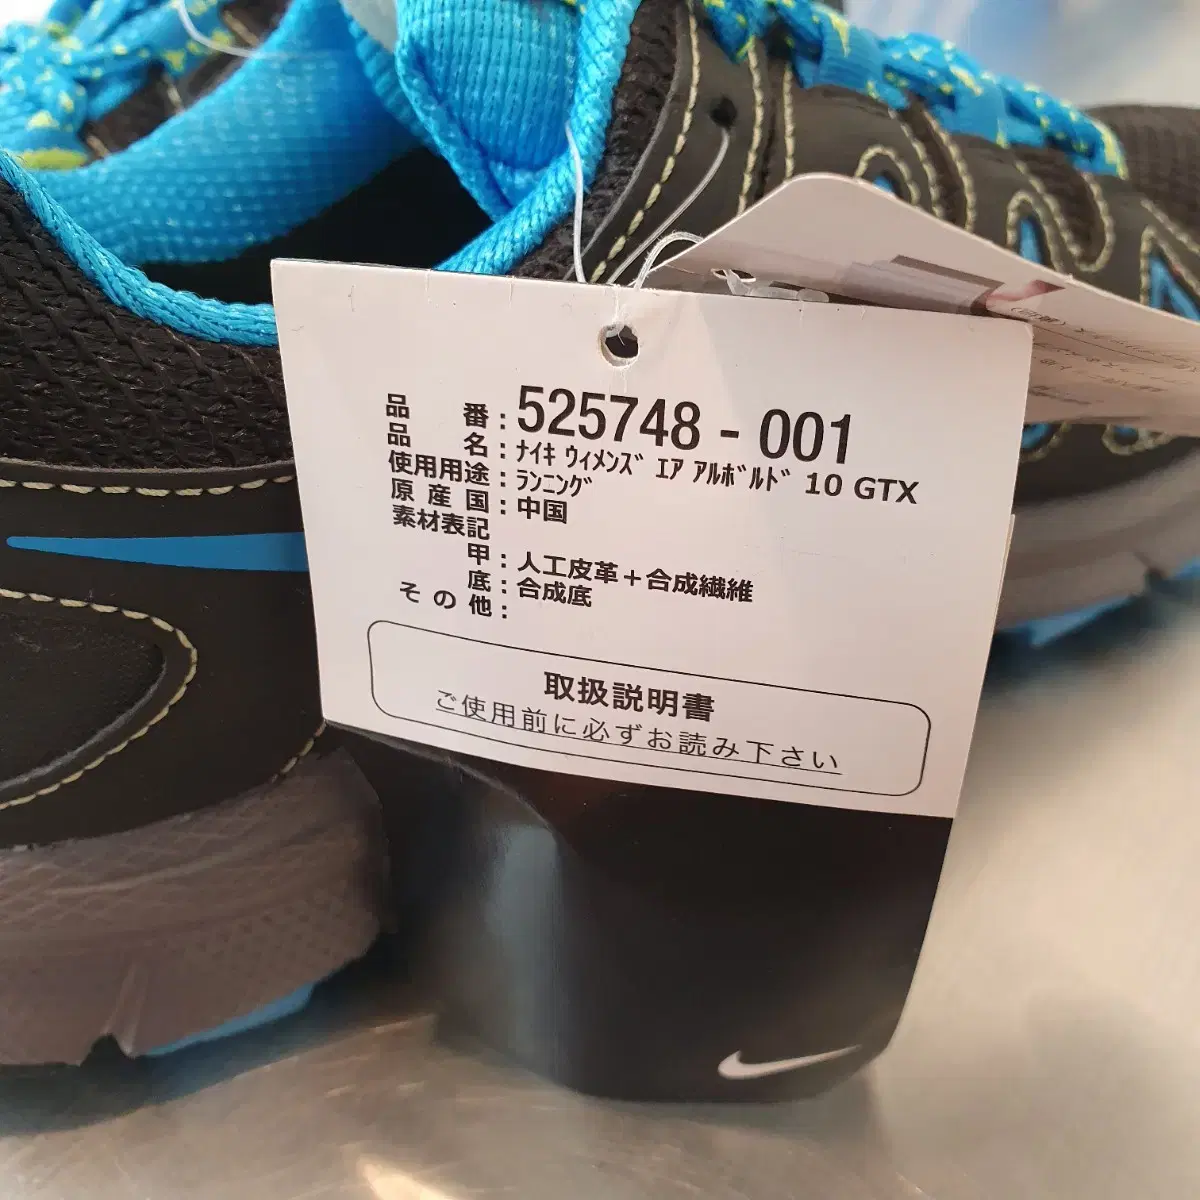 品番：525748 - 001
品名：ﾅｲｷ ｳｨﾒﾝｽﾞ ｴｱ ｱﾙﾎﾞﾙﾄﾞ 10 GTX
使用用途：ﾗﾝﾆﾝｸﾞ
原産国：中国
素材表記
甲：人工皮革＋合成繊維
底：合成底
その他：
取扱説明書
ご使用前に必ずお読み下さい